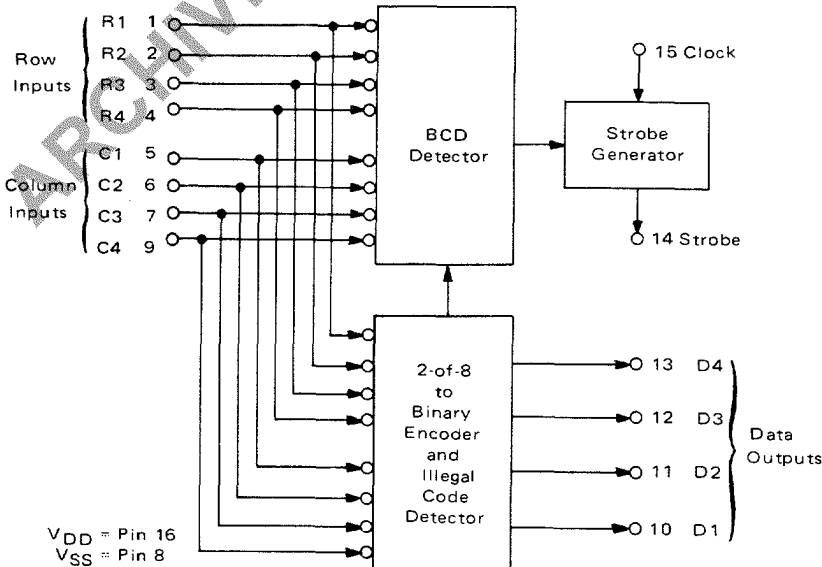 ARCHIVE
Row
Inputs
R1 1
R2 2
R3 3
R4 4
Column
Inputs
C1 5
C2 6
C3 7
C4 9
BCD
Detector
15 Clock
Strobe
Generator
14 Strobe
2-of-8
to
Binary
Encoder
and
Illegal
Code
Detector
13 D4
12 D3
11 D2
10 D1
Data
Outputs
VDD = Pin 16
VSS = Pin 8